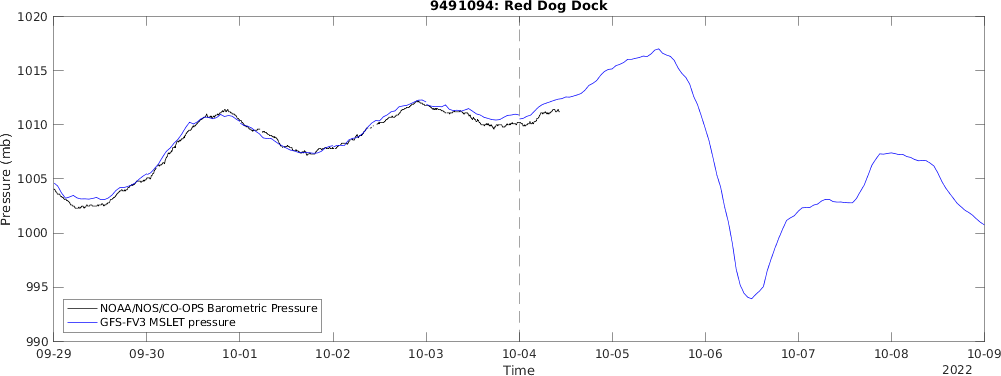 9491094: Red Dog Dock
Pressure (mb)
1020
1015
1010
1005
1000
995
990
NOAA/NOS/CO-OPS Barometric Pressure
GFS-FV3 MSLET pressure
09-29 09-30 10-01 10-02 10-03 10-04 10-05 10-06 10-07 10-08 10-09
Time
2022